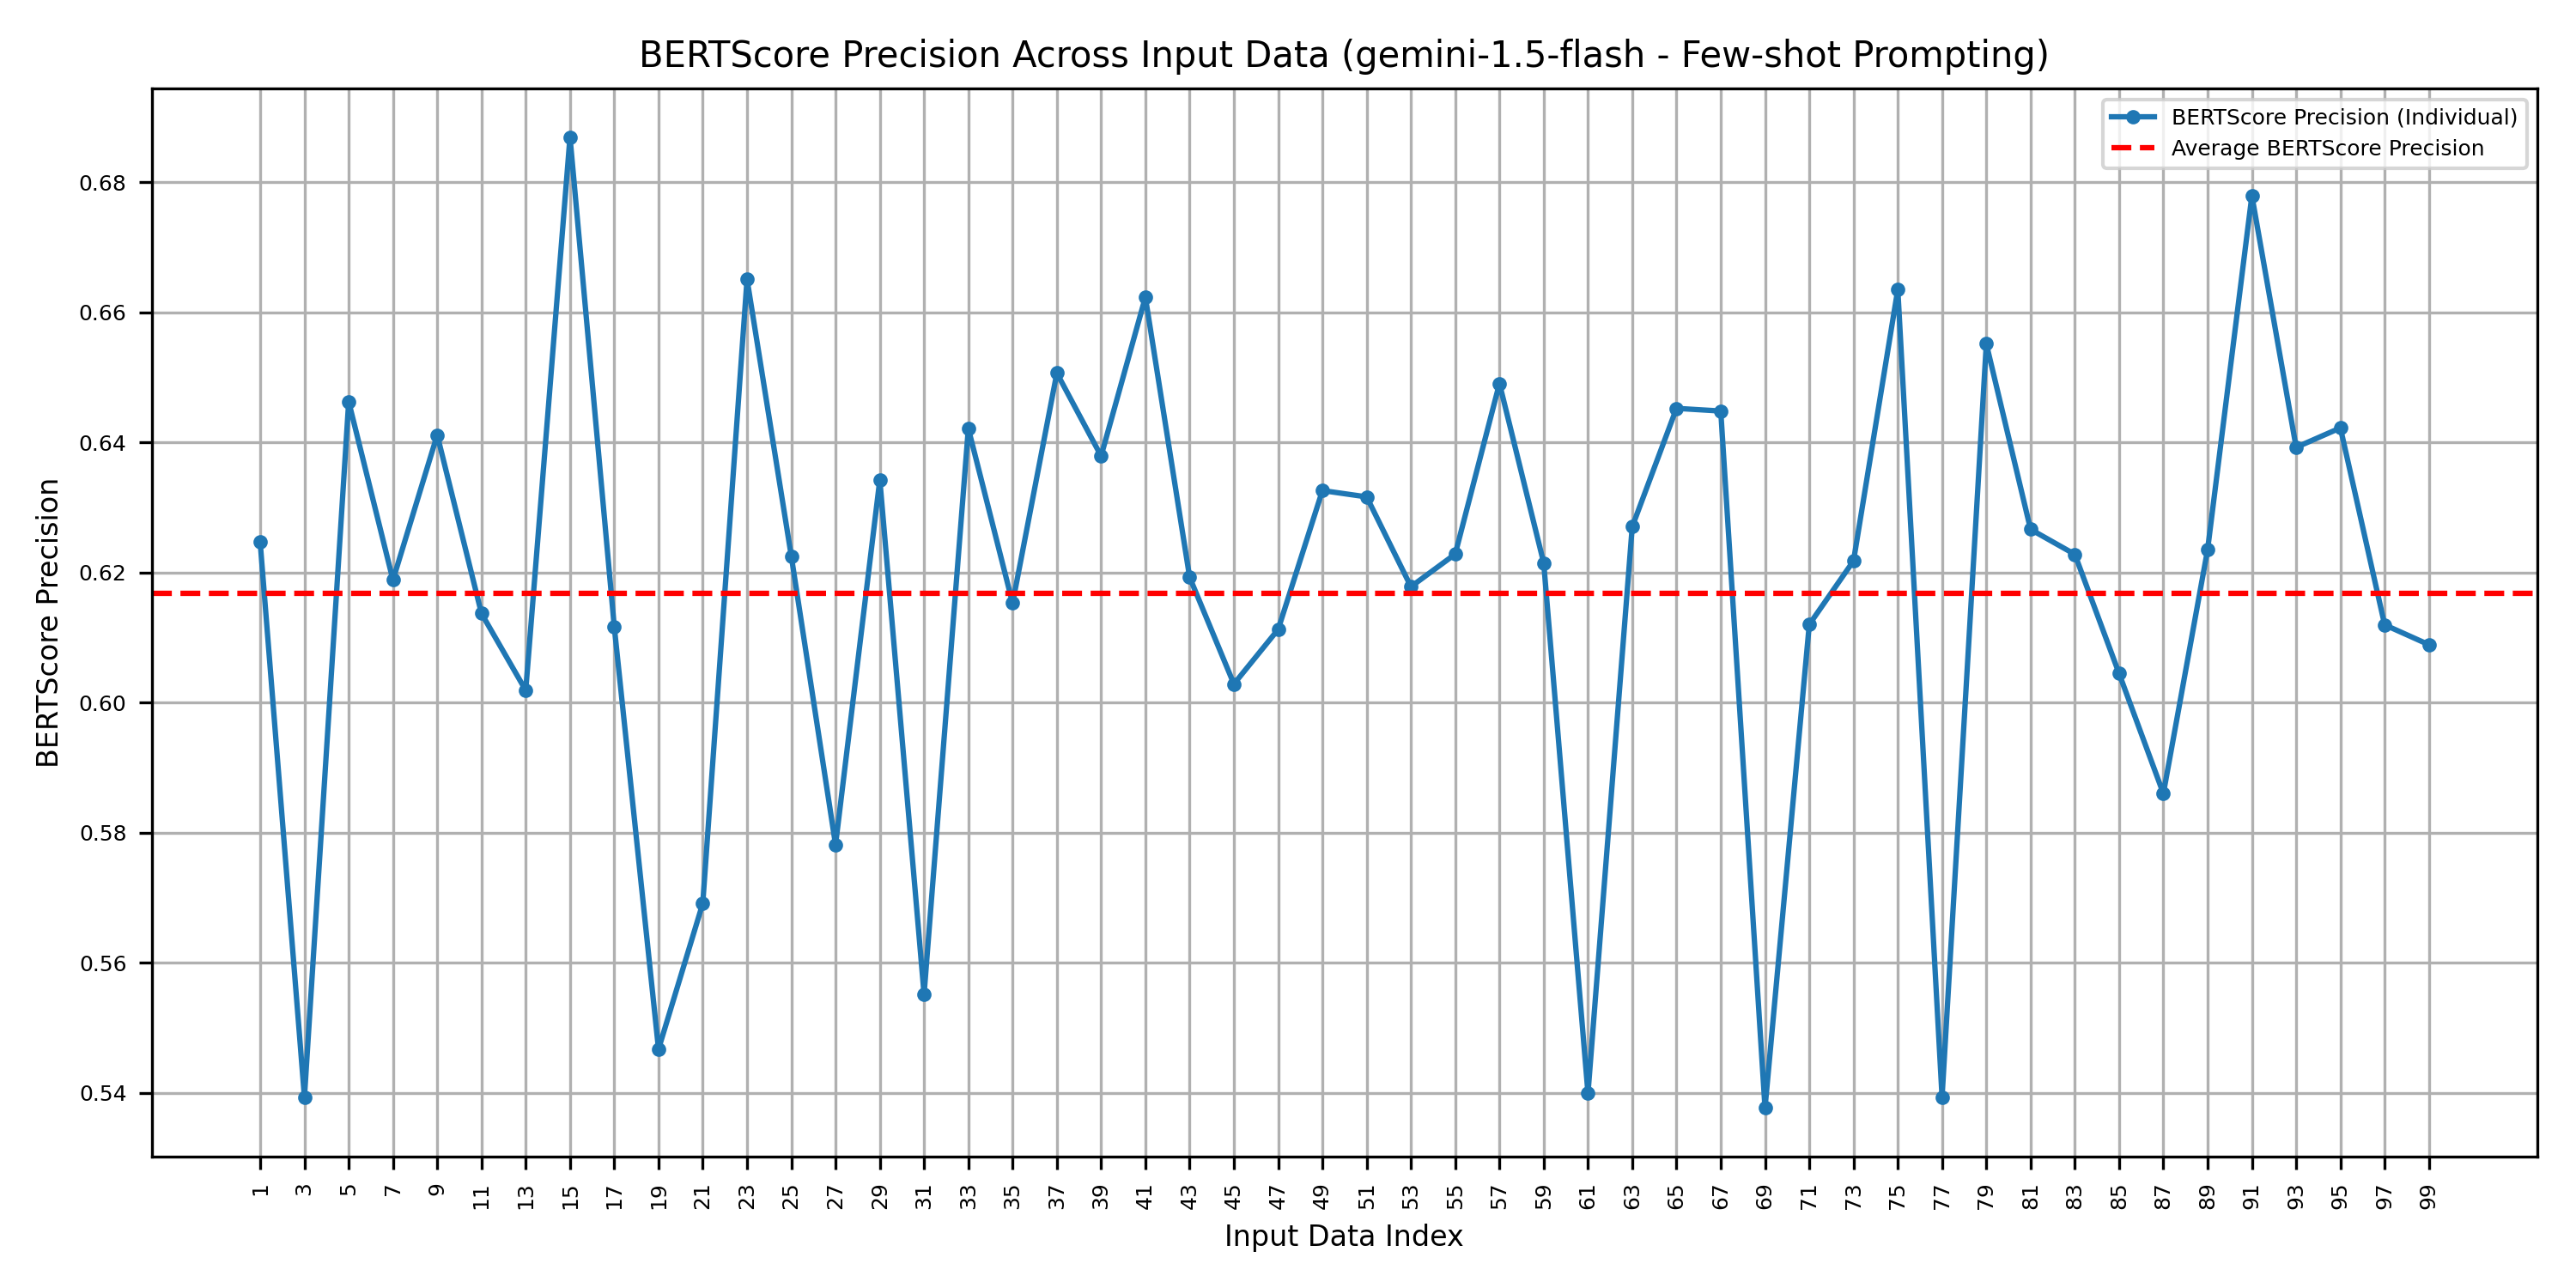 BERTScore Precision Across Input Data (gemini-1.5-flash - Few-shot Prompting)
BERTScore Precision (Individual)
Average BERTScore Precision
BERTScore Precision
0.68
0.66
0.64
0.62
0.60
0.58
0.56
0.54
1 3 5 7 9 11 13 15 17 19 21 23 25 27 29 31 33 35 37 39 41 43 45 47 49 51 53 55 57 59 61 63 65 67 69 71 73 75 77 79 81 83 85 87 89 91 93 95 97 99
Input Data Index